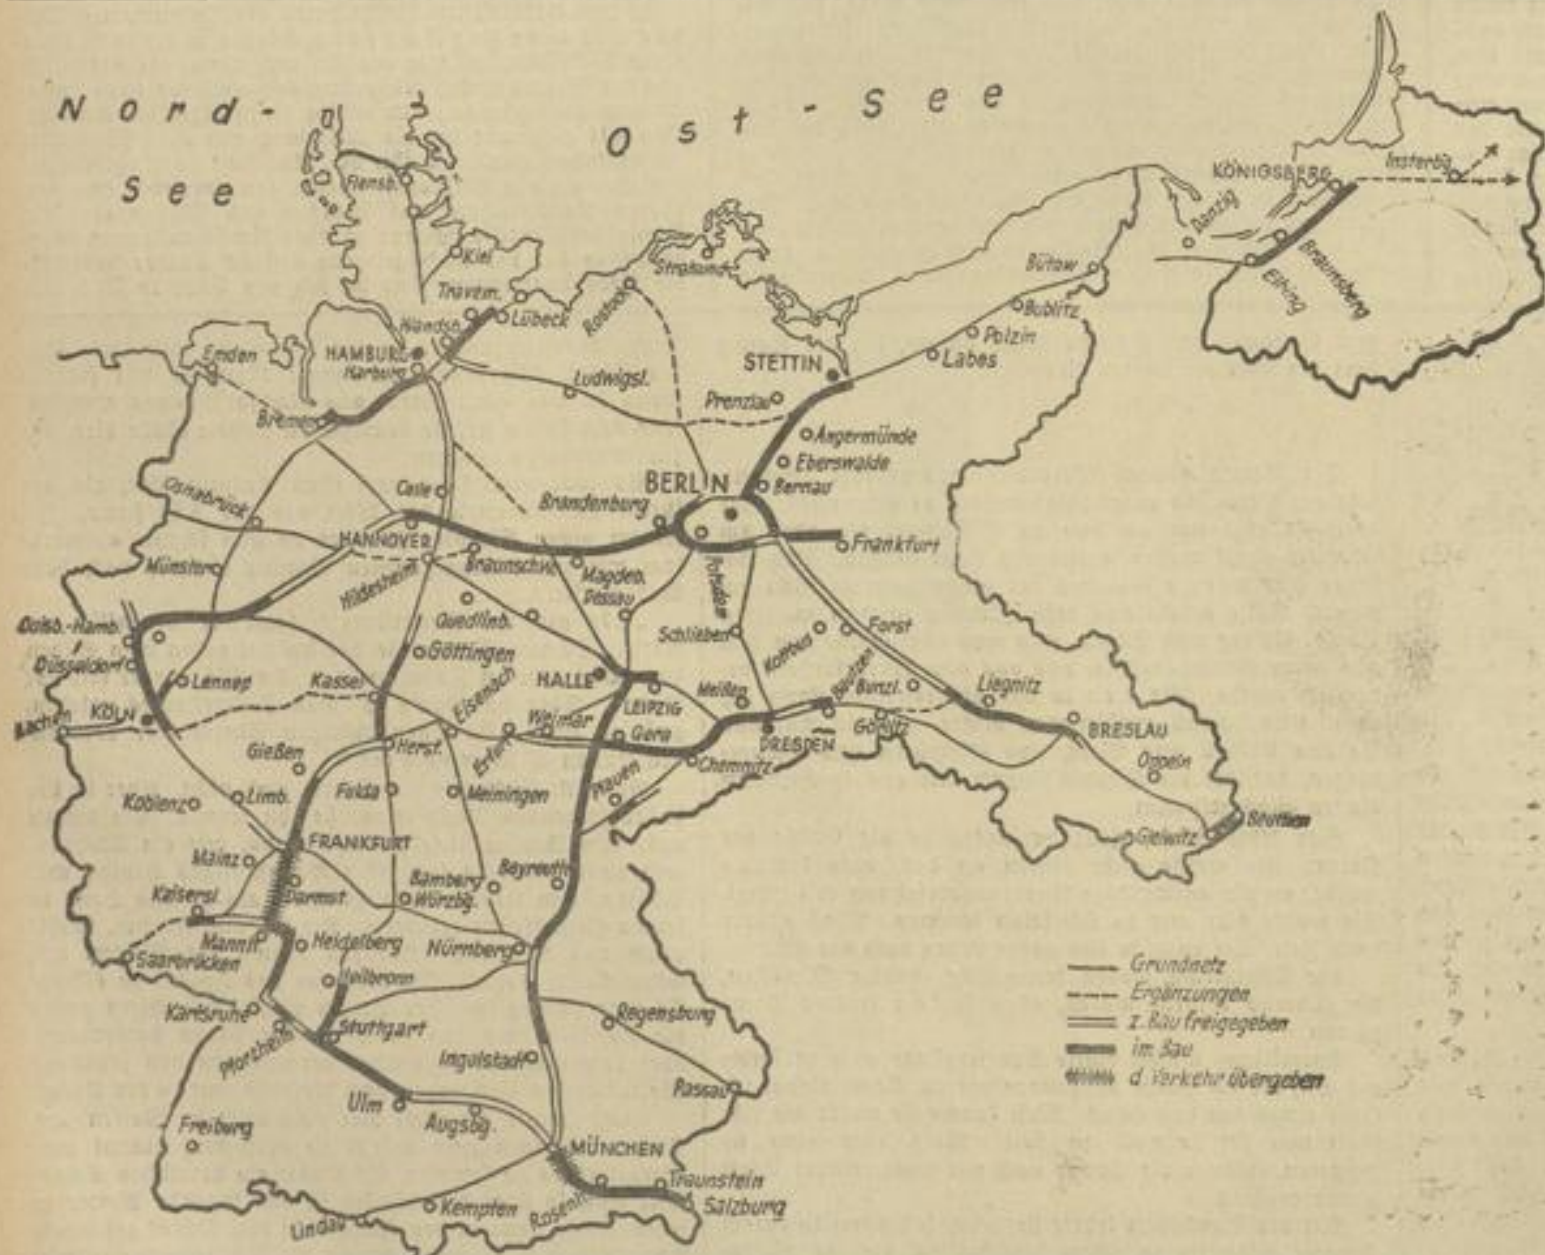 Nord-
See
Ost-See
Flensb.
Kiel
Travem.
Lübeck
Wandsb.
HAMBURG
Harburg
Emden
Bremen
Rostock
Stralsund
Ludwigsl.
STETTIN
Prenzlau
Angermünde
Eberswalde
Bernau
BERLIN
Brandenburg
Potsdam
Frankfurt
Bütow
Bublitz
Polzin
Labes
Danzig
KÖNIGSBERG
Insterbg
Elbing
Braunsberg
Osnabrück
Celle
HANNOVER
Münster
Hildesheim
Braunschw.
Magdeb.
Dessau
Quedlinb.
Schlieben
Kottbus
Forst
Duisb.-Hamb.
Düsseldorf
Lennep
Göttingen
Kassel
Eisenach
HALLE
LEIPZIG
Meißen
Bautzen
Bunzl.
Liegnitz
Aachen
KÖLN
Gießen
Hersf.
Erfurt
Weimar
Gera
DRESDEN
Görlitz
BRESLAU
Chemnitz
Oppeln
Koblenz
Limb.
Fulda
Meiningen
Plauen
Gleiwitz
Beuthen
FRANKFURT
Mainz
Darmst.
Bamberg
Würzbg.
Bayreuth
Kaisersl.
Mannh.
Heidelberg
Nürnberg
Saarbrücken
Heilbronn
Karlsruhe
Pforzheim
Stuttgart
Regensburg
Ingolstadt
Passau
Ulm
Augsbg.
Freiburg
MÜNCHEN
Traunstein
Rosenh.
Salzburg
Kempten
Lindau
Grundnetz
Ergänzungen
z. Bau freigegeben
im Bau
d. Verkehr übergeben